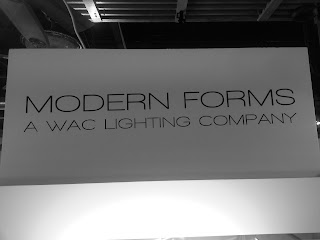 MODERN FORMS
A WAC LIGHTING COMPANY